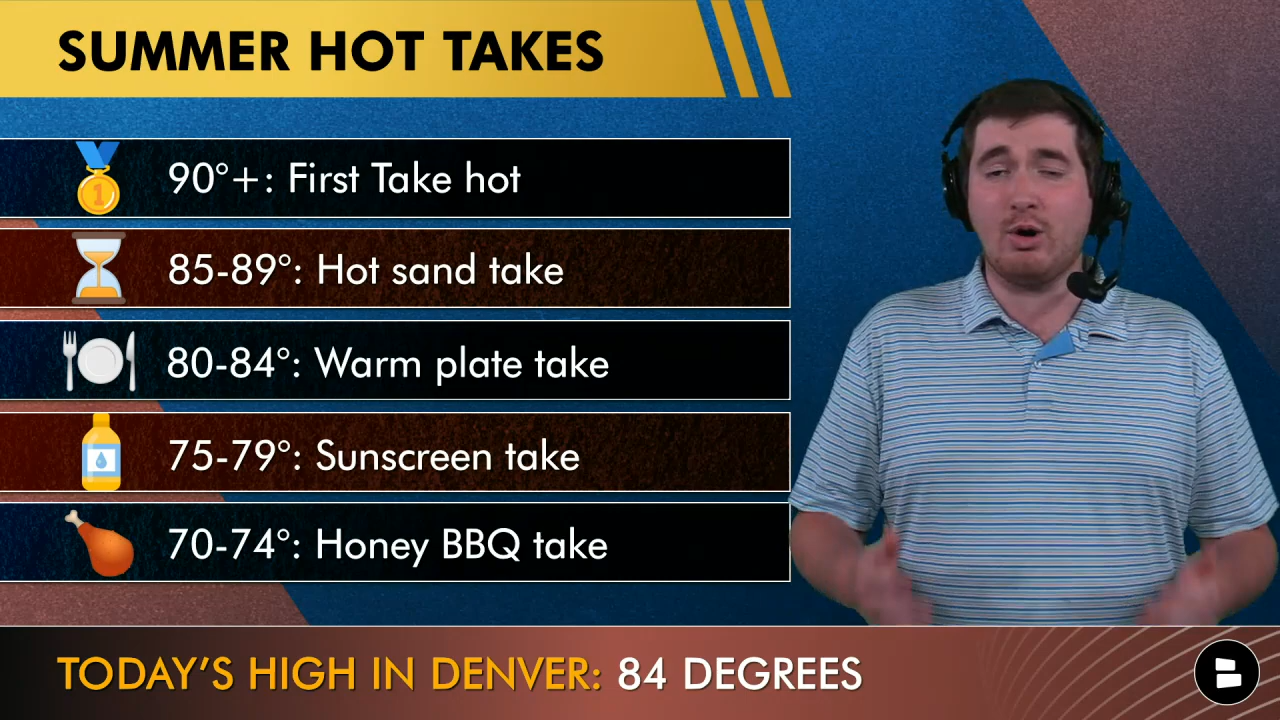 SUMMER HOT TAKES
90°+: First Take hot
85-89°: Hot sand take
80-84°: Warm plate take
75-79°: Sunscreen take
70-74°: Honey BBQ take
TODAY'S HIGH IN DENVER: 84 DEGREES